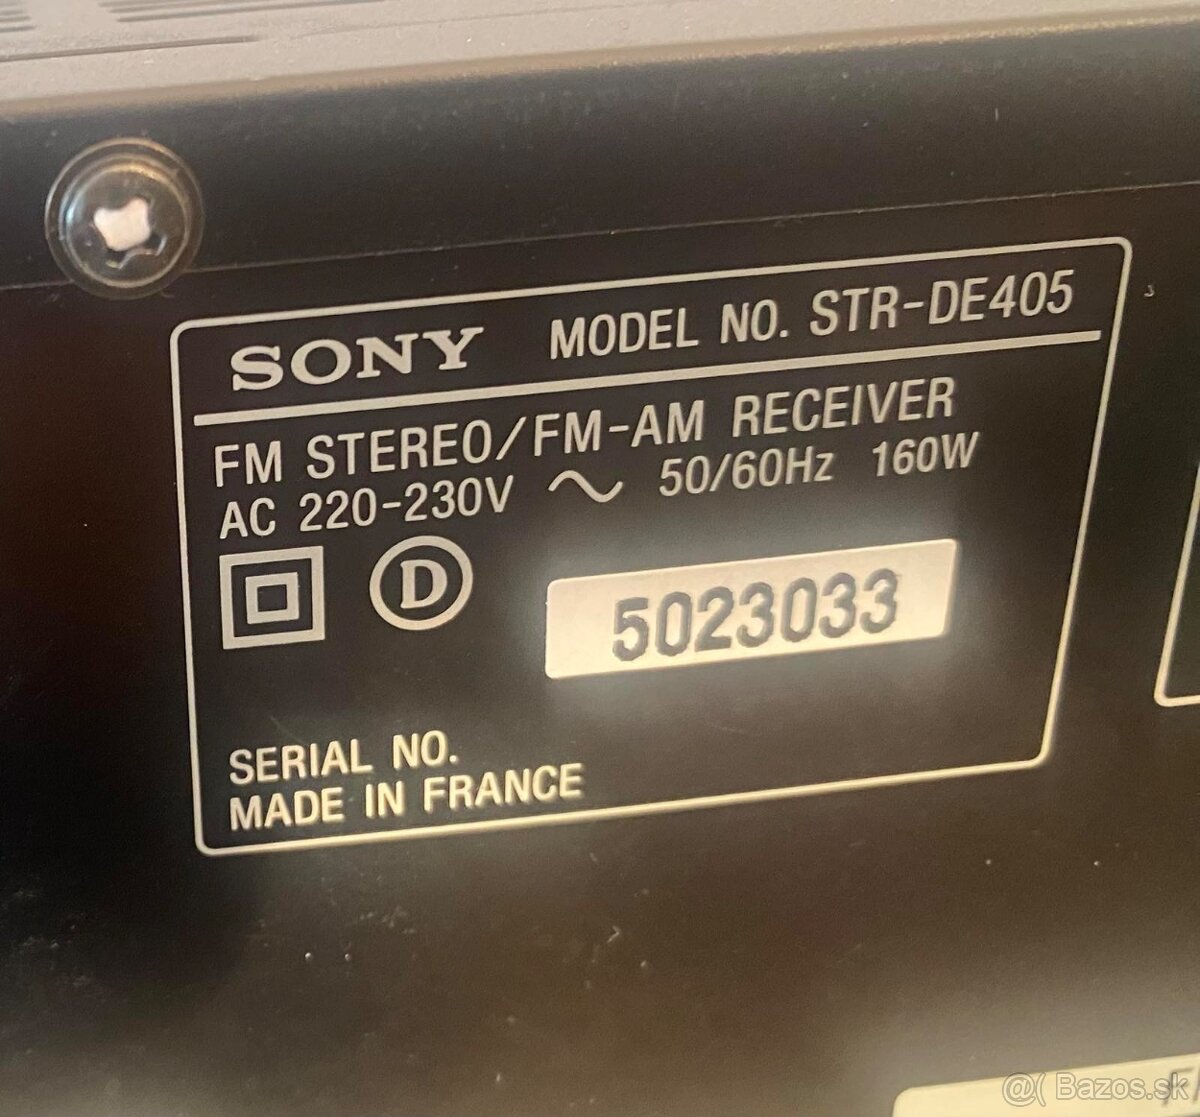 SONY MODEL NO. STR-DE405
FM STEREO/FM-AM RECEIVER
AC 220-230V ~ 50/60Hz 160W
D
5023033
SERIAL NO.
MADE IN FRANCE
@( Bazos.sk